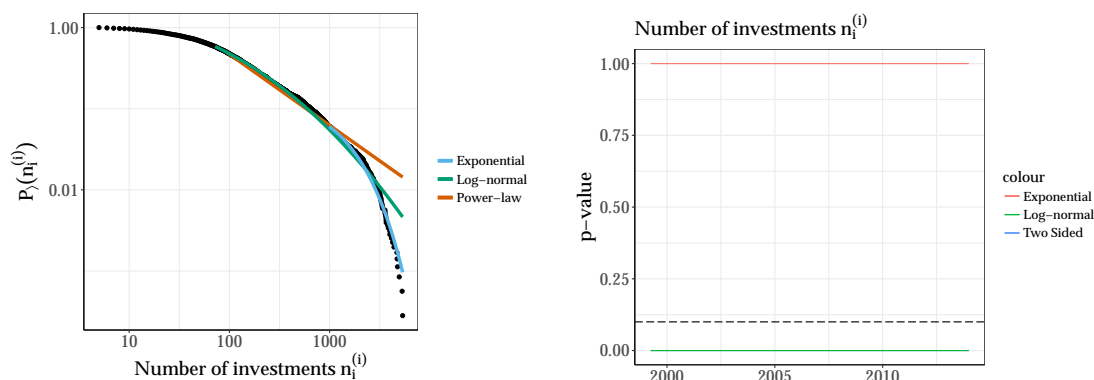 1.00
0.01
P⟩(n_i^(i))
10 100 1000
Number of investments n_i^(i)
Exponential
Log−normal
Power−law
Number of investments n_i^(i)
1.00
0.75
0.50
0.25
0.00
p−value
2000 2005 2010
colour
Exponential
Log−normal
Two Sided